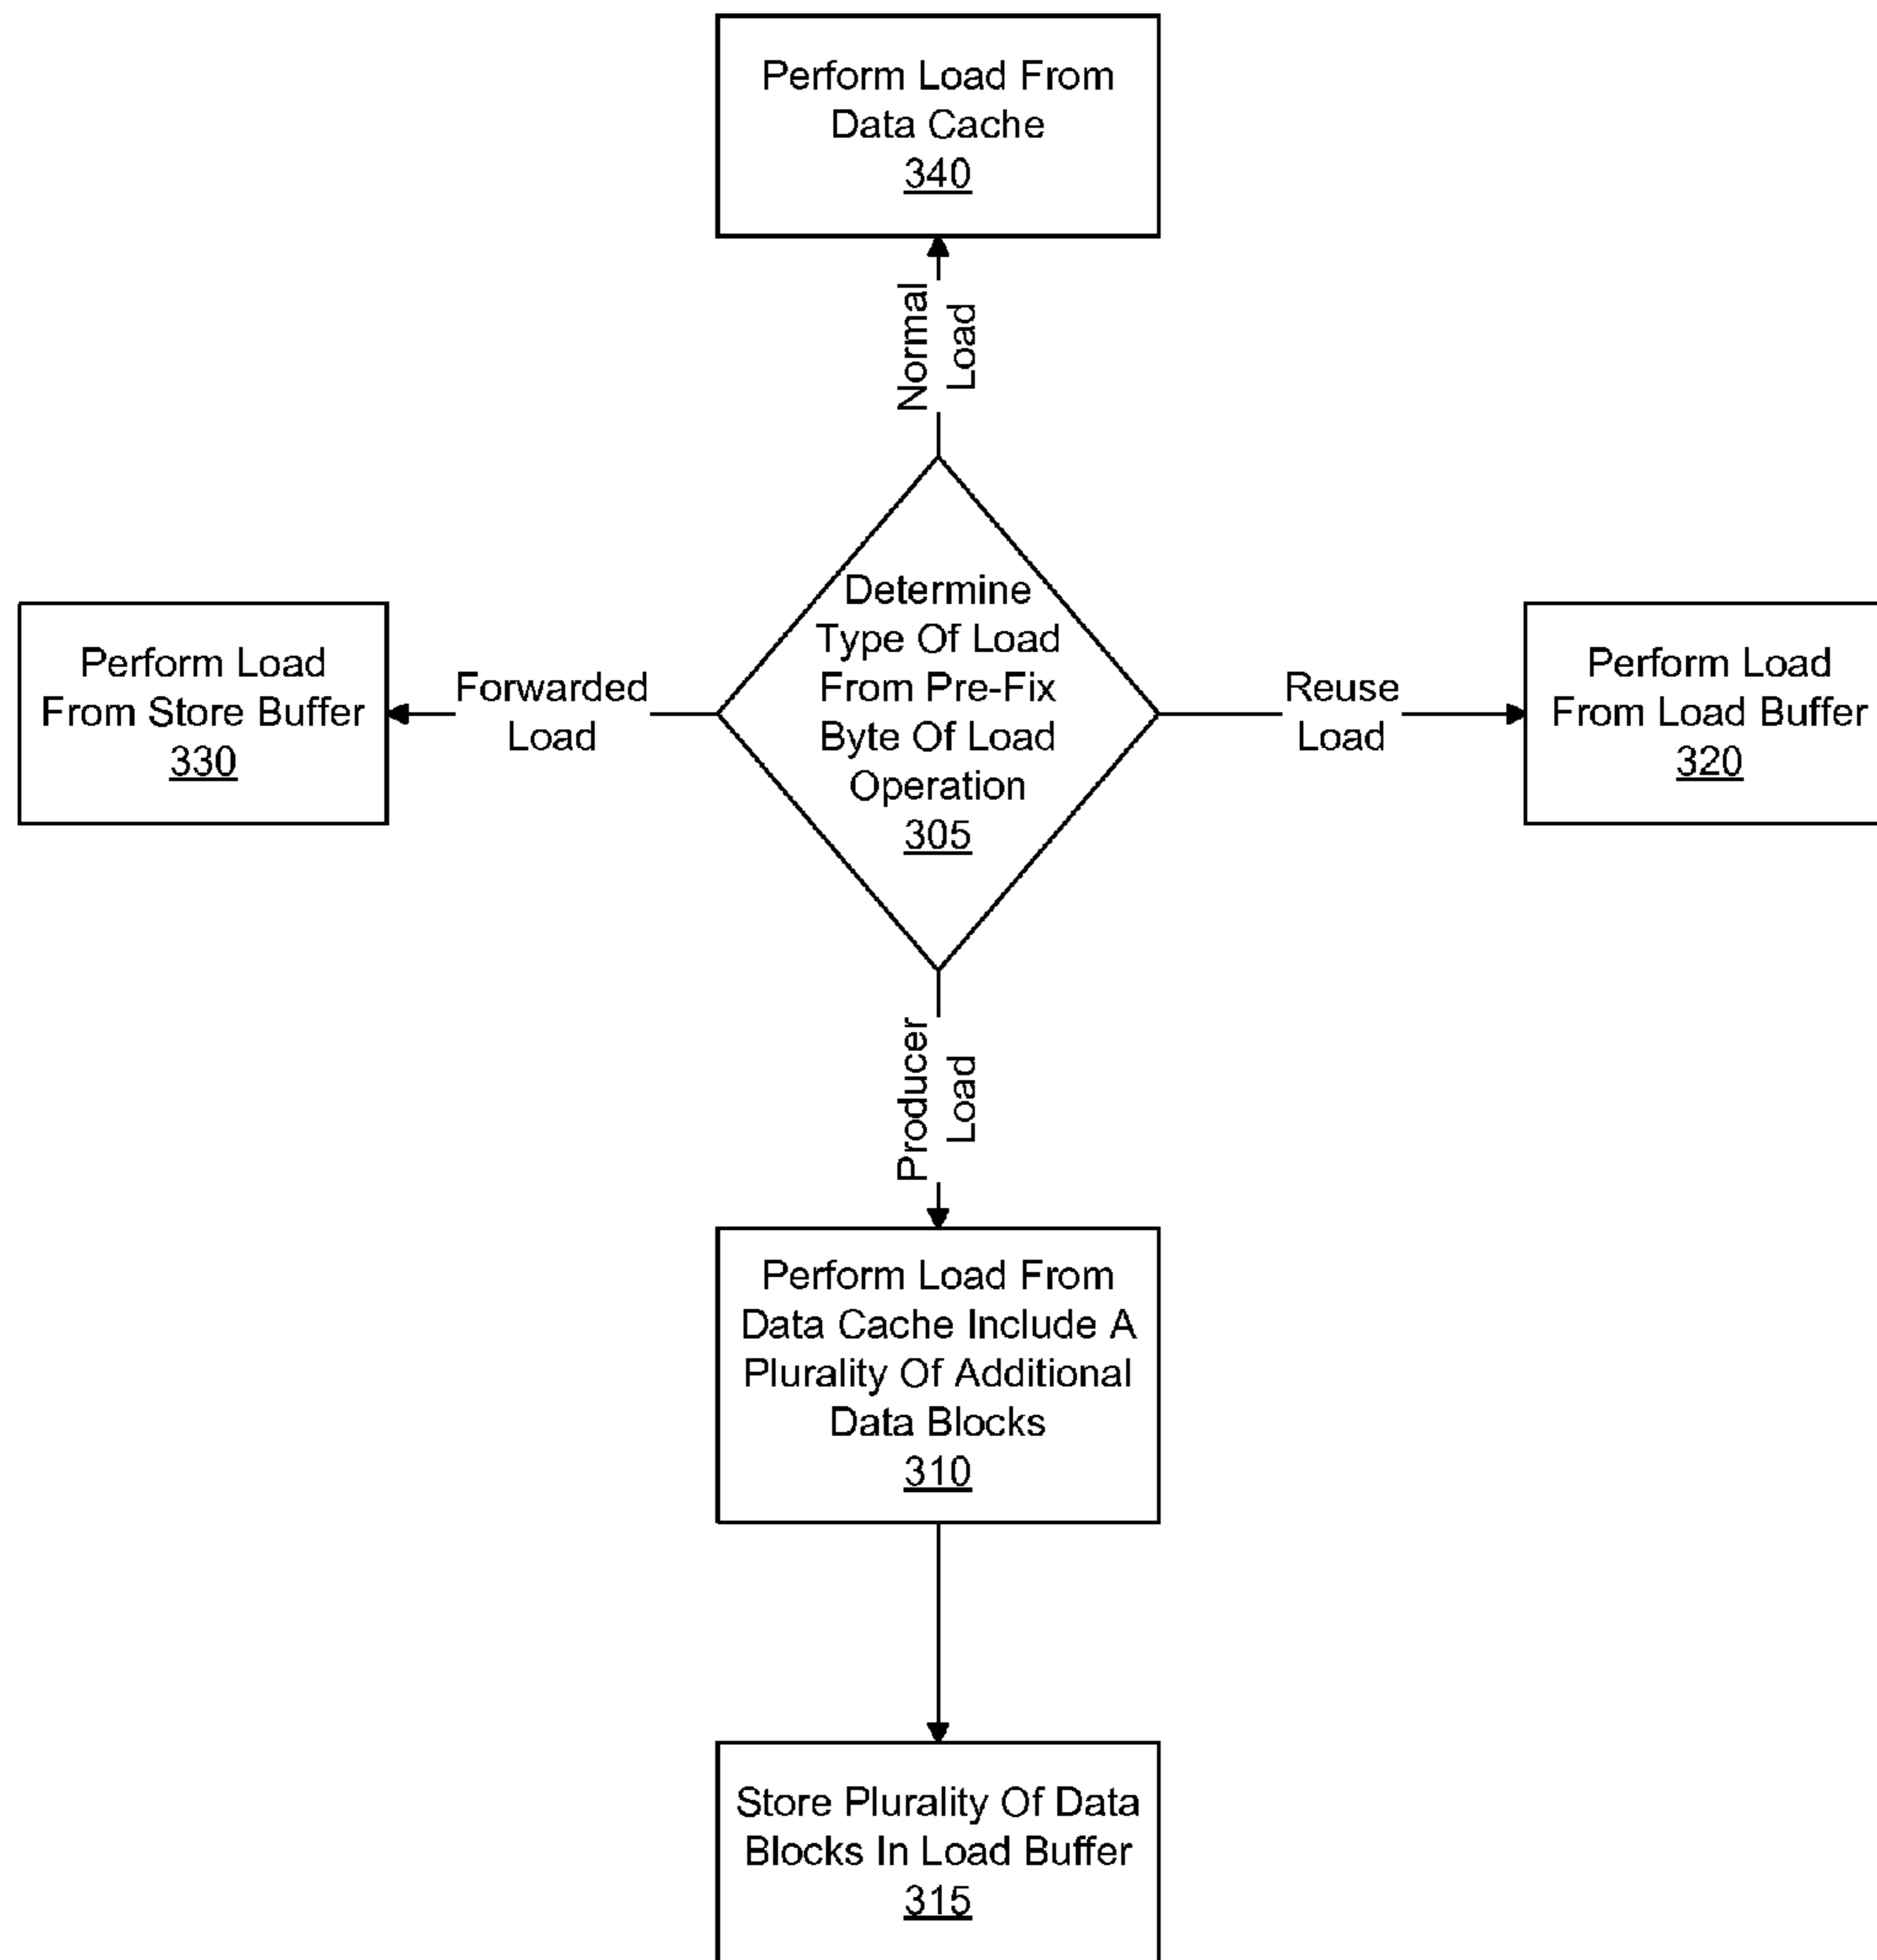 Perform Load From
Data Cache
340
Normal
Load
Determine
Type Of Load
From Pre-Fix
Byte Of Load
Operation
305
Perform Load
From Store Buffer
330
Forwarded
Load
Reuse
Load
Perform Load
From Load Buffer
320
Producer
Load
Perform Load From
Data Cache Include A
Plurality Of Additional
Data Blocks
310
Store Plurality Of Data
Blocks In Load Buffer
315